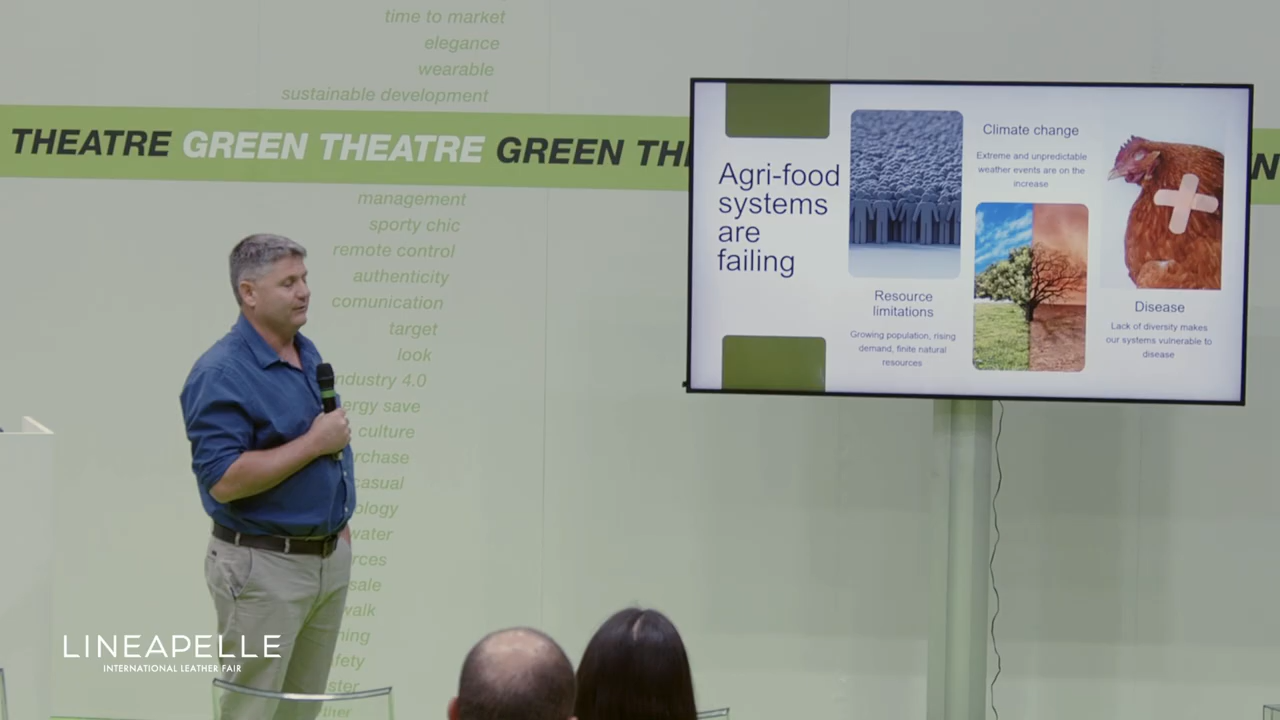 time to market
elegance
wearable
sustainable development
THEATRE GREEN THEATRE GREEN
management
sporty chic
remote control
authenticity
comunication
target
look
ndustry 4.0
ergy save
culture
rchase
casual
ology
water
rces
sale
walk
ning
fety
ster
ther
Agri-food
systems
are
failing
Resource
limitations
Growing population, rising
demand, finite natural
resources
Climate change
Extreme and unpredictable
weather events are on the
increase
Disease
Lack of diversity makes
our systems vulnerable to
disease
LINEAPELLE
INTERNATIONAL LEATHER FAIR